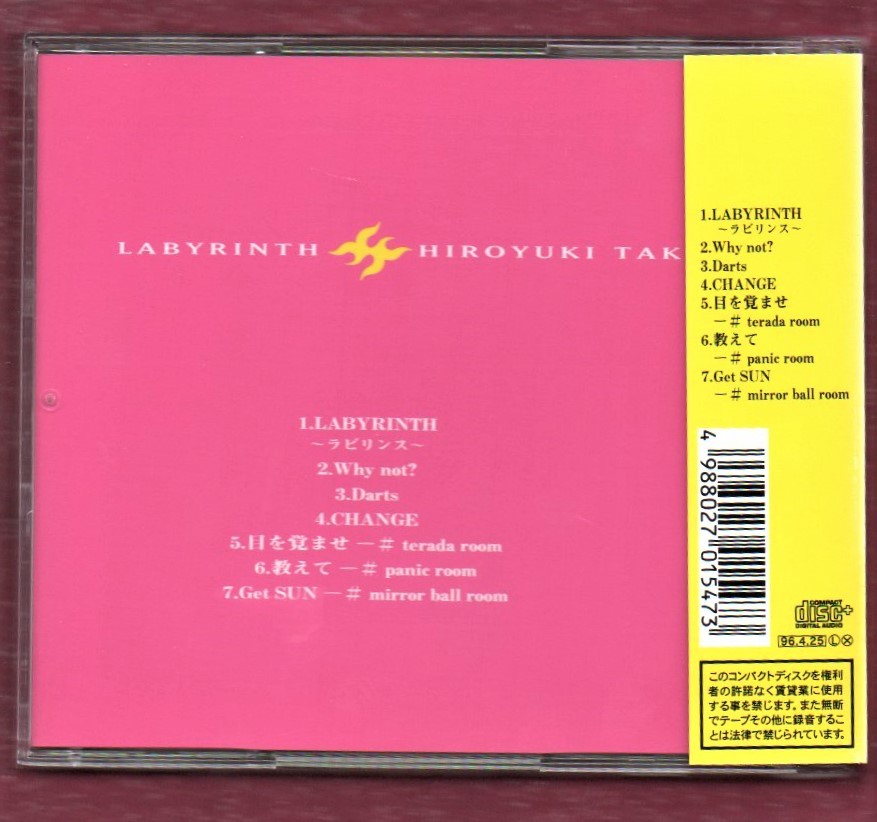 LABYRINTH HIROYUKI TAK
1.LABYRINTH
～ラビリンス～
2.Why not?
3.Darts
4.CHANGE
5.目を覚ませ ―# terada room
6.教えて ―# panic room
7.Get SUN ―# mirror ball room
1.LABYRINTH
～ラビリンス～
2.Why not?
3.Darts
4.CHANGE
5.目を覚ませ
―# terada room
6.教えて
―# panic room
7.Get SUN
―# mirror ball room
4 988027 015473
COMPACT
disc+
DIGITAL AUDIO
96.4.25 Ⓛ Ⓧ
このコンパクトディスクを権利
者の許諾なく賃貸業に使用
する事を禁じます。また無断
でテープその他に録音するこ
とは法律で禁じられています。